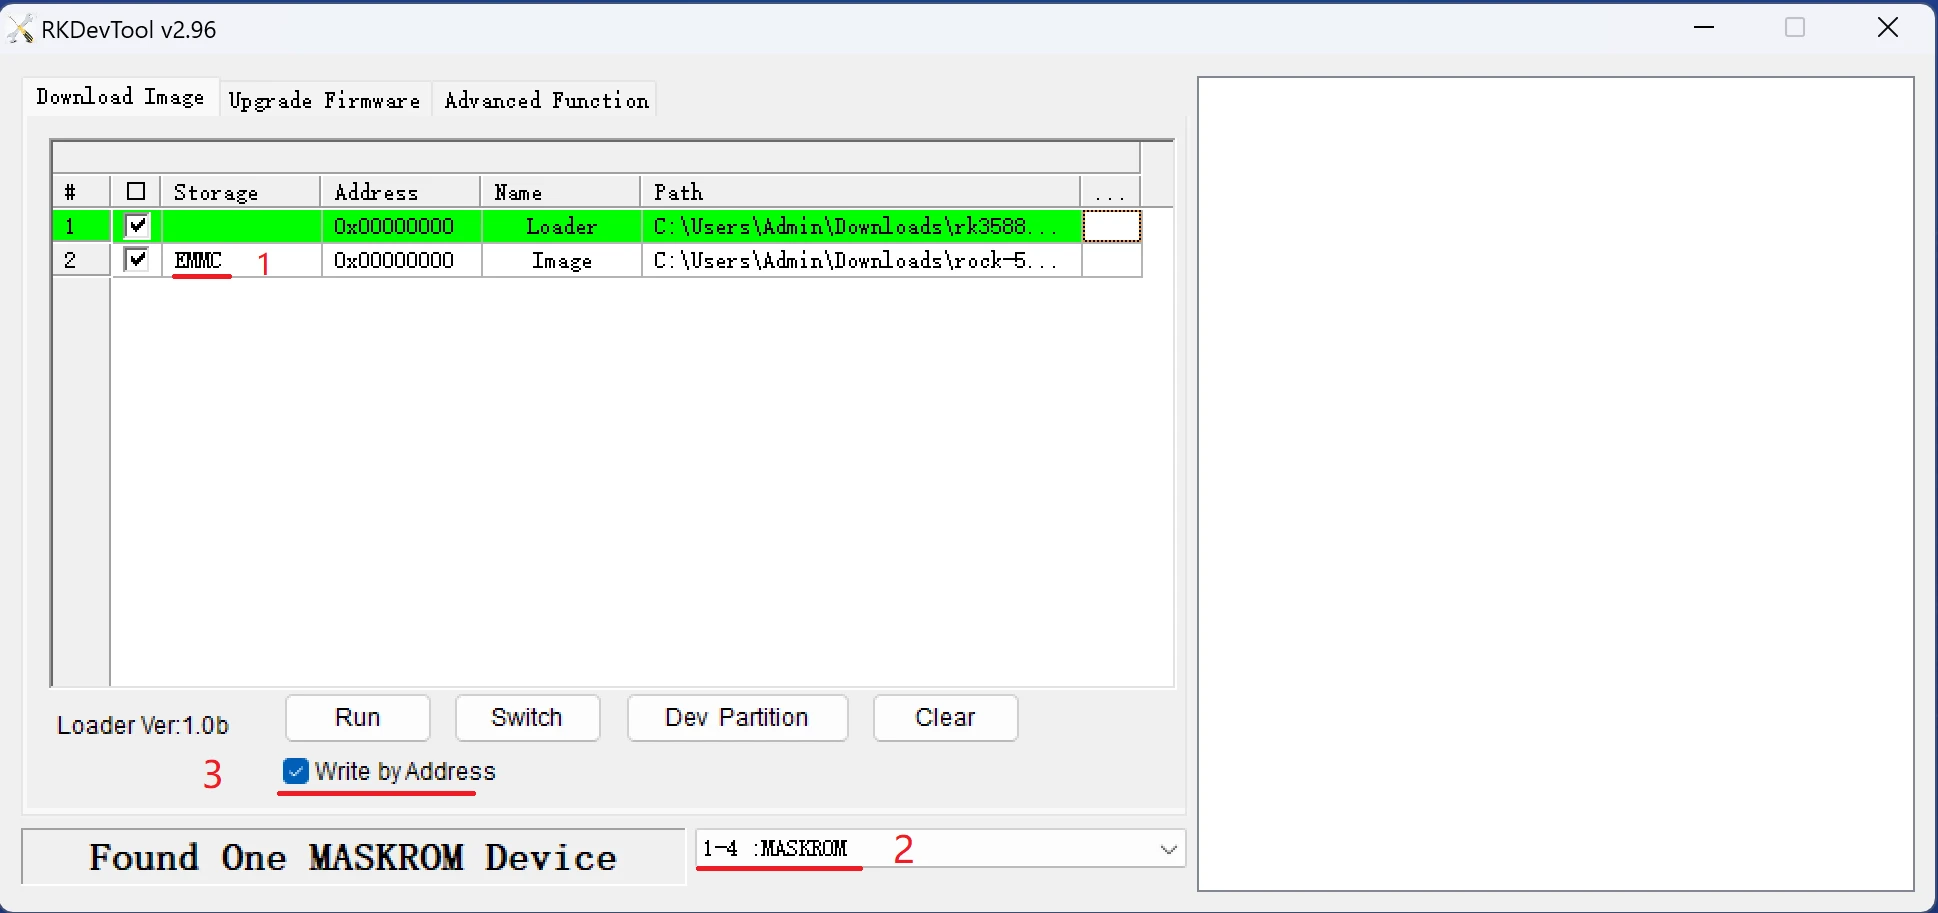 RKDevTool v2.96
Download Image Upgrade Firmware Advanced Function
# Storage Address Name Path ...
1 0x00000000 Loader C:\Users\Admin\Downloads\rk3588...
2 EMMC 1 0x00000000 Image C:\Users\Admin\Downloads\rock-5...
Loader Ver:1.0b Run Switch Dev Partition Clear
3 Write by Address
Found One MASKROM Device 1-4 :MASKROM 2